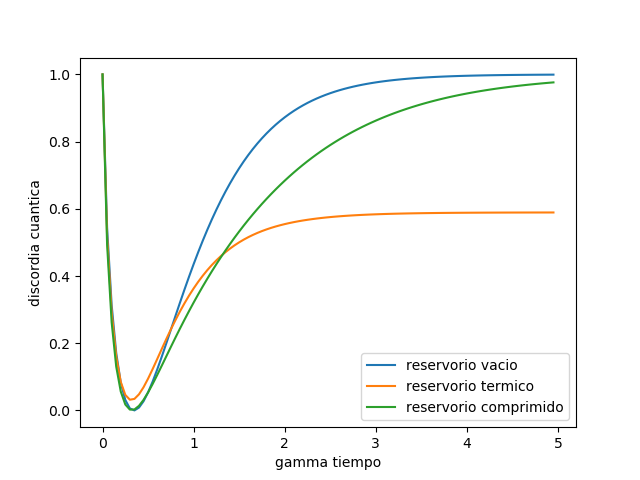 1.0
0.8
0.6
0.4
0.2
0.0
discordia cuantica
reservorio vacio
reservorio termico
reservorio comprimido
0 1 2 3 4 5
gamma tiempo